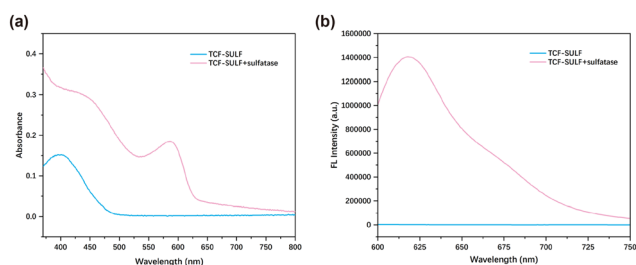 (a)
0.4
0.3
0.2
0.1
0.0
Absorbance
TCF-SULF
TCF-SULF+sulfatase
400 450 500 550 600 650 700 750 800
Wavelength (nm)
(b)
1600000
1400000
1200000
1000000
800000
600000
400000
200000
0
FL Intensity (a.u.)
TCF-SULF
TCF-SULF+sulfatase
600 625 650 675 700 725 750
Wavelength (nm)